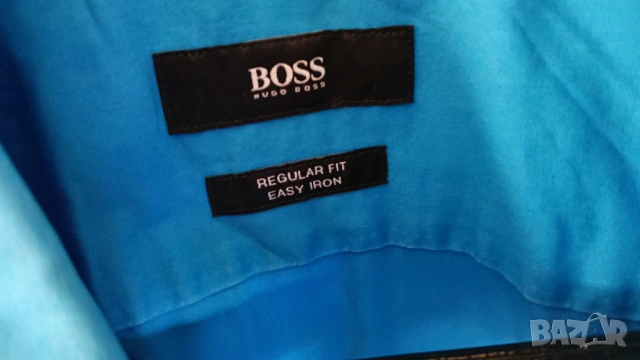 BOSS
HUGO BOSS
REGULAR FIT
EASY IRON
BAZAR